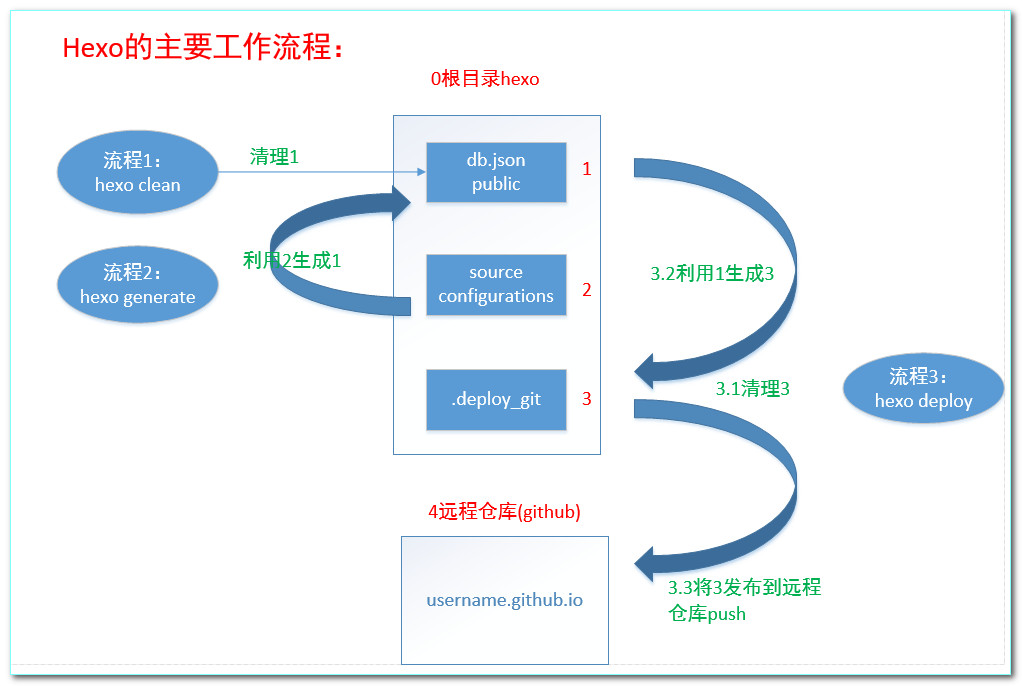 Hexo的主要工作流程：
0根目录hexo
流程1：
hexo clean
清理1
db.json
public
1
利用2生成1
流程2：
hexo generate
source
configurations
2
3.2利用1生成3
.deploy_git
3
3.1清理3
流程3：
hexo deploy
4远程仓库(github)
username.github.io
3.3将3发布到远程
仓库push